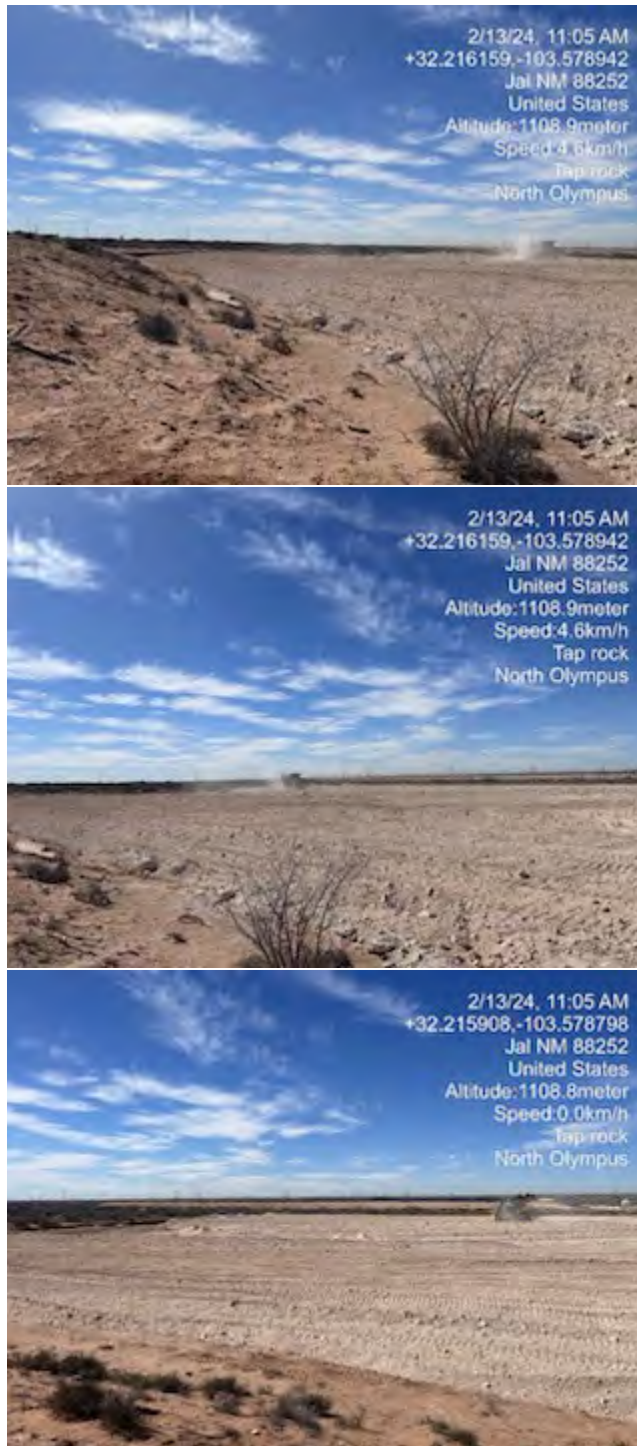 2/13/24, 11:05 AM
+32.216159,-103.578942
Jal NM 88252
United States
Altitude:1108.9meter
Speed:4.6km/h
Tap rock
North Olympus
2/13/24, 11:05 AM
+32.216159,-103.578942
Jal NM 88252
United States
Altitude:1108.9meter
Speed:4.6km/h
Tap rock
North Olympus
2/13/24, 11:05 AM
+32.215908,-103.578798
Jal NM 88252
United States
Altitude:1108.8meter
Speed:0.0km/h
Tap rock
North Olympus